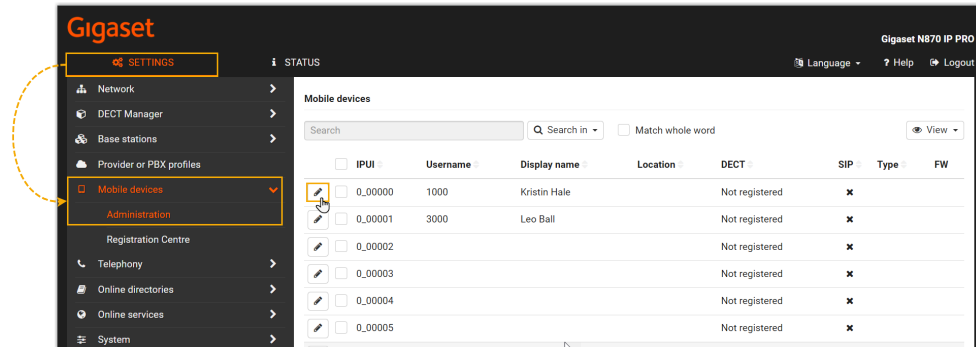 Gigaset
Gigaset N870 IP PRO
SETTINGS
STATUS
Language
? Help
Logout
Network
DECT Manager
Base stations
Provider or PBX profiles
Mobile devices
Administration
Registration Centre
Telephony
Online directories
Online services
System
Mobile devices
Search
Search in
Match whole word
View
IPUI Username Display name Location DECT SIP Type FW
0_00000 1000 Kristin Hale Not registered ✖
0_00001 3000 Leo Ball Not registered ✖
0_00002 Not registered ✖
0_00003 Not registered ✖
0_00004 Not registered ✖
0_00005 Not registered ✖